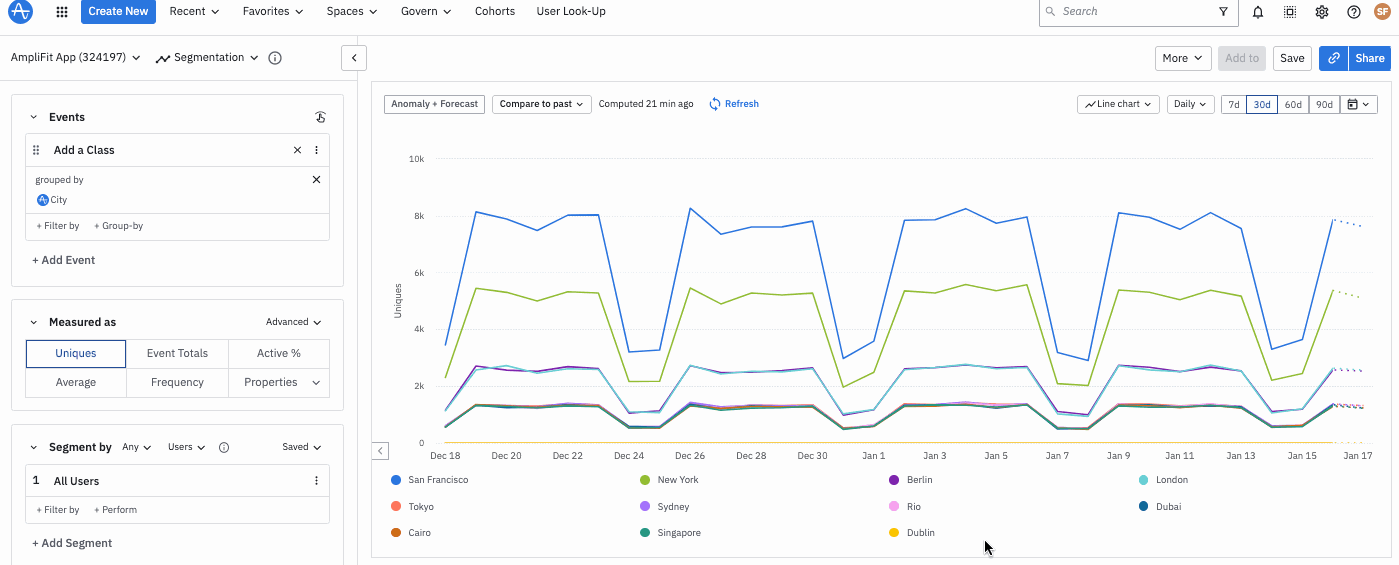 Create New
Recent
Favorites
Spaces
Govern
Cohorts
User Look-Up
Search
SF
AmpliFit App (324197)
Segmentation
More
Add to
Save
Share
Events
Add a Class
grouped by
City
+ Filter by + Group-by
+ Add Event
Measured as
Advanced
Uniques Event Totals Active %
Average Frequency Properties
Segment by Any Users Saved
1 All Users
+ Filter by + Perform
+ Add Segment
Anomaly + Forecast Compare to past Computed 21 min ago Refresh
Line chart Daily 7d 30d 60d 90d
Uniques
10k
8k
6k
4k
2k
0
Dec 18 Dec 20 Dec 22 Dec 24 Dec 26 Dec 28 Dec 30 Jan 1 Jan 3 Jan 5 Jan 7 Jan 9 Jan 11 Jan 13 Jan 15 Jan 17
San Francisco New York Berlin London
Tokyo Sydney Rio Dubai
Cairo Singapore Dublin